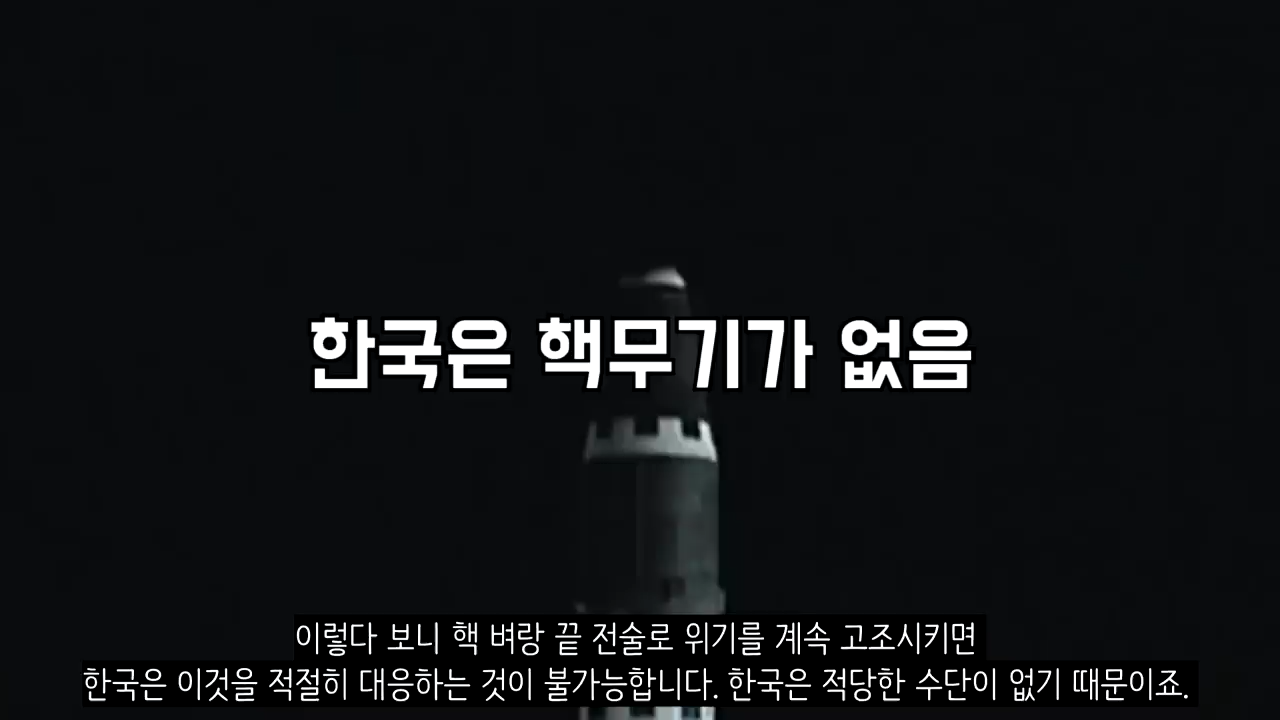 한국은 핵무기가 없음
이렇다 보니 핵 벼랑 끝 전술로 위기를 계속 고조시키면
한국은 이것을 적절히 대응하는 것이 불가능합니다. 한국은 적당한 수단이 없기 때문이죠.